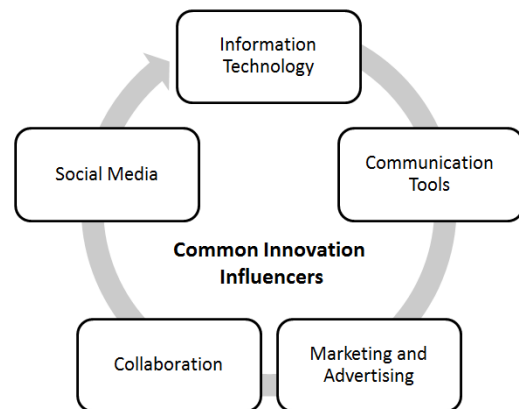 Information
Technology
Communication
Tools
Marketing and
Advertising
Collaboration
Social Media
Common Innovation
Influencers